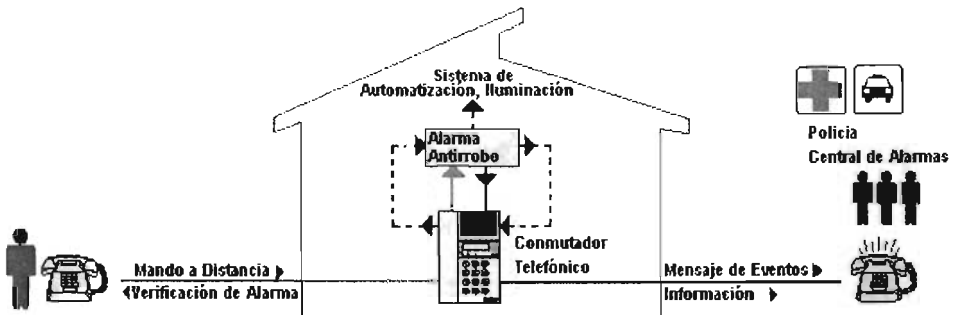 Sistema de
Automatización, Iluminación
Alarma
Antirrobo
Policia
Central de Alarmas
Conmutador
Telefónico
Mando a Distancia
Verificación de Alarma
Mensaje de Eventos
Información